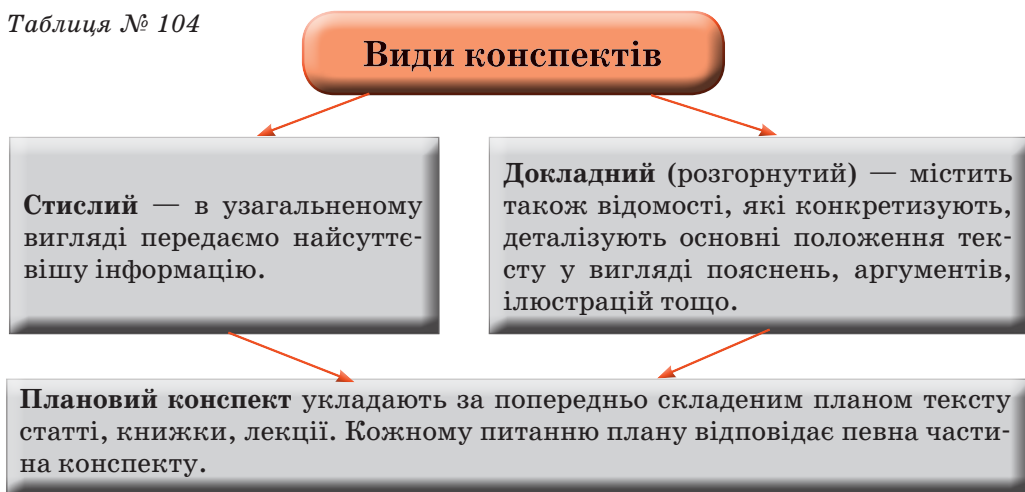 Таблиця № 104
Види конспектів
Стислий — в узагальненому
вигляді передаємо найсуттє-
вішу інформацію.
Докладний (розгорнутий) — містить
також відомості, які конкретизують,
деталізують основні положення тек-
сту у вигляді пояснень, аргументів,
ілюстрацій тощо.
Плановий конспект укладають за попередньо складеним планом тексту
статті, книжки, лекції. Кожному питанню плану відповідає певна части-
на конспекту.